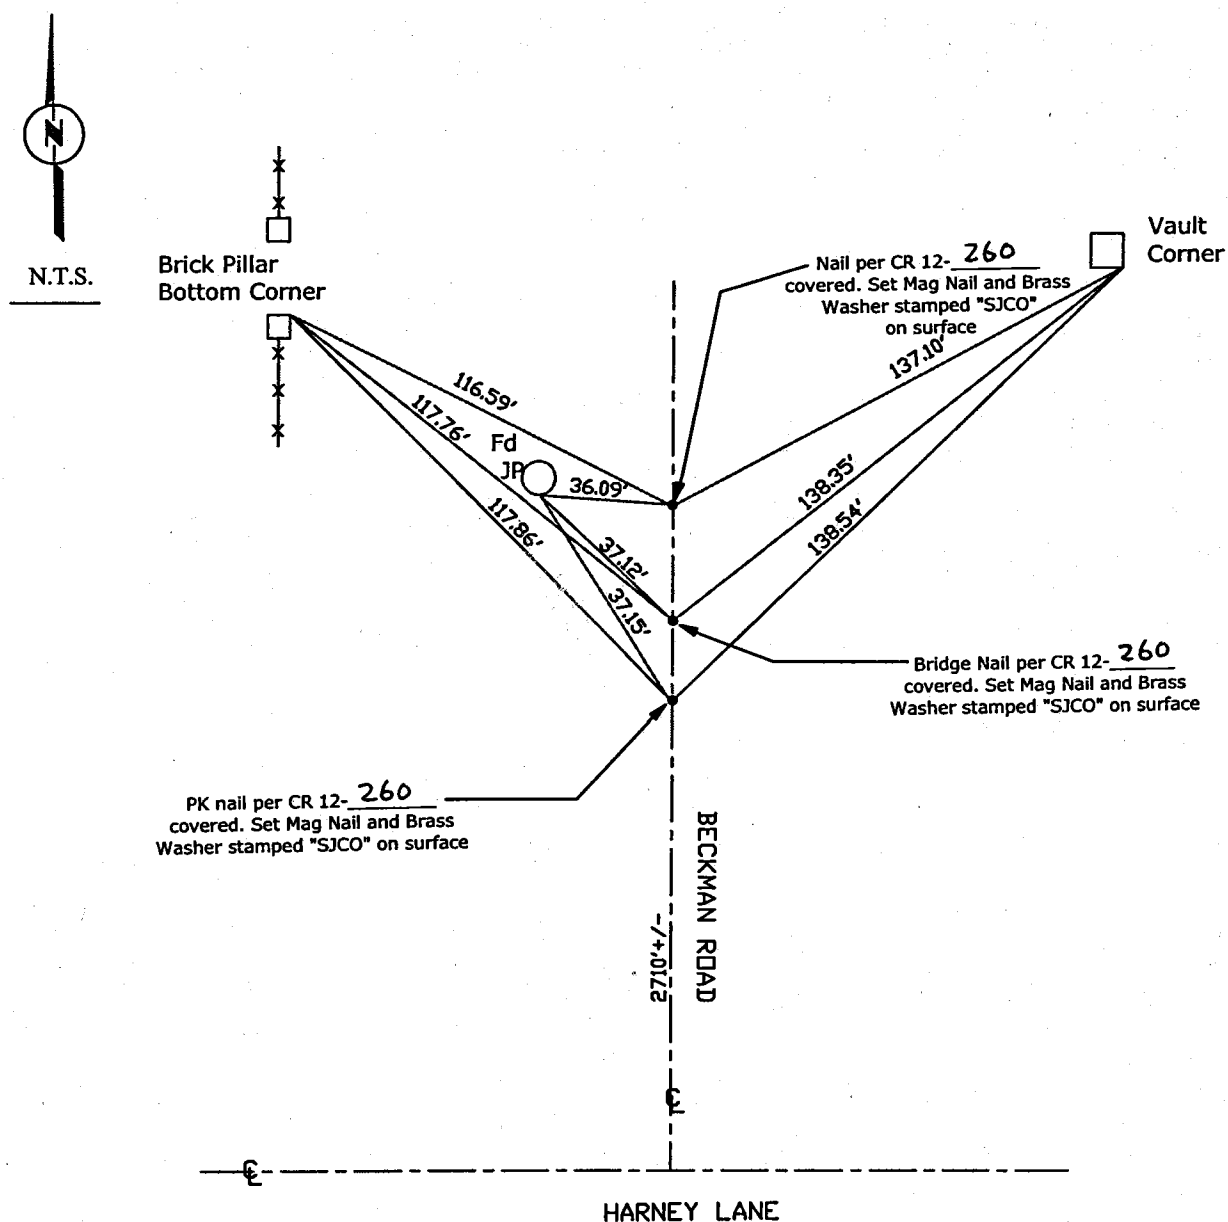 N
N.T.S.
Brick Pillar
Bottom Corner
Vault
Corner
Nail per CR 12- 260
covered. Set Mag Nail and Brass
Washer stamped "SJCO"
on surface
137.10'
116.59'
117.76'
Fd
JP
36.09'
138.35'
117.86'
138.54'
37.12'
37.15'
Bridge Nail per CR 12- 260
covered. Set Mag Nail and Brass
Washer stamped "SJCO" on surface
PK nail per CR 12- 260
covered. Set Mag Nail and Brass
Washer stamped "SJCO" on surface
BECKMAN ROAD
2710'+/-
℄
℄
HARNEY LANE